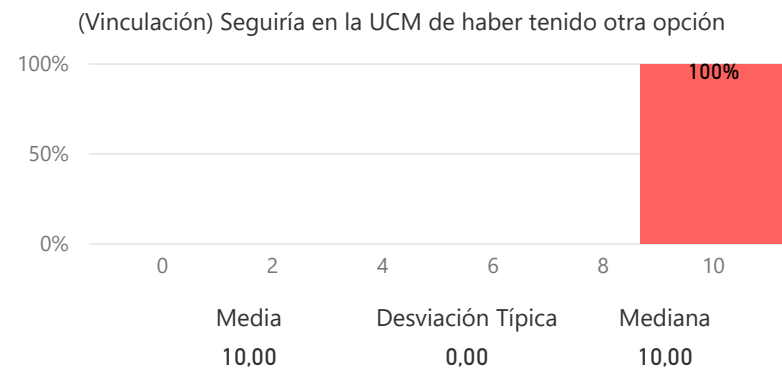 (Vinculación) Seguiría en la UCM de haber tenido otra opción
100%
100%
50%
0%
0 2 4 6 8 10
Media Desviación Típica Mediana
10,00 0,00 10,00